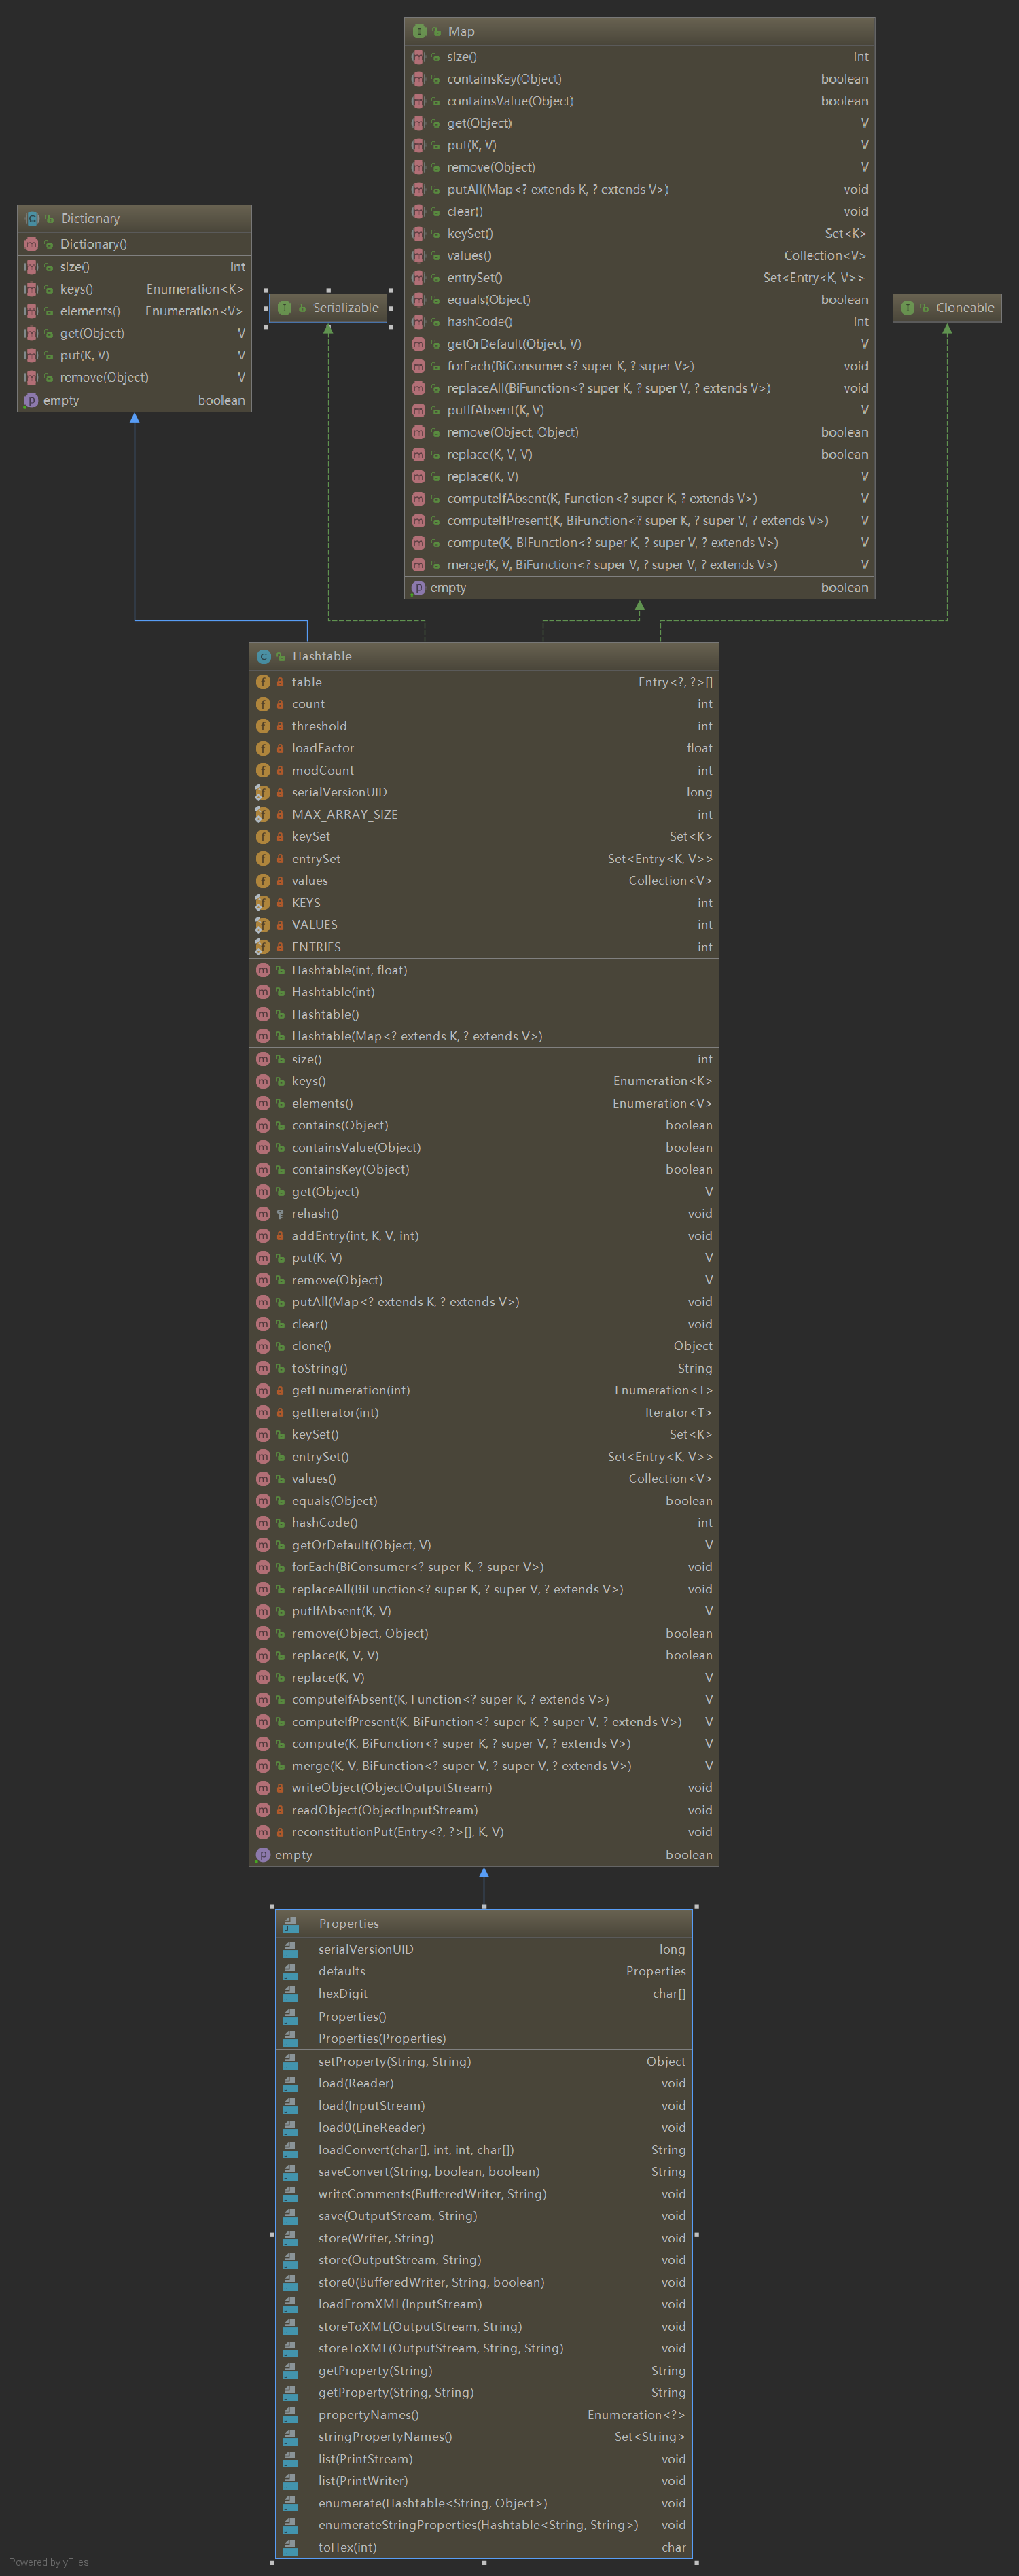 Map
size() int
containsKey(Object) boolean
containsValue(Object) boolean
get(Object) V
put(K, V) V
remove(Object) V
putAll(Map<? extends K, ? extends V>) void
clear() void
keySet() Set<K>
values() Collection<V>
entrySet() Set<Entry<K, V>>
equals(Object) boolean
hashCode() int
getOrDefault(Object, V) V
forEach(BiConsumer<? super K, ? super V>) void
replaceAll(BiFunction<? super K, ? super V, ? extends V>) void
putIfAbsent(K, V) V
remove(Object, Object) boolean
replace(K, V, V) boolean
replace(K, V) V
computeIfAbsent(K, Function<? super K, ? extends V>) V
computeIfPresent(K, BiFunction<? super K, ? super V, ? extends V>) V
compute(K, BiFunction<? super K, ? super V, ? extends V>) V
merge(K, V, BiFunction<? super V, ? super V, ? extends V>) V
empty boolean
Dictionary
Dictionary()
size() int
keys() Enumeration<K>
elements() Enumeration<V>
get(Object) V
put(K, V) V
remove(Object) V
empty boolean
Serializable
Cloneable
Hashtable
table Entry<?, ?>[]
count int
threshold int
loadFactor float
modCount int
serialVersionUID long
MAX_ARRAY_SIZE int
keySet Set<K>
entrySet Set<Entry<K, V>>
values Collection<V>
KEYS int
VALUES int
ENTRIES int
Hashtable(int, float)
Hashtable(int)
Hashtable()
Hashtable(Map<? extends K, ? extends V>)
size() int
keys() Enumeration<K>
elements() Enumeration<V>
contains(Object) boolean
containsValue(Object) boolean
containsKey(Object) boolean
get(Object) V
rehash() void
addEntry(int, K, V, int) void
put(K, V) V
remove(Object) V
putAll(Map<? extends K, ? extends V>) void
clear() void
clone() Object
toString() String
getEnumeration(int) Enumeration<T>
getIterator(int) Iterator<T>
keySet() Set<K>
entrySet() Set<Entry<K, V>>
values() Collection<V>
equals(Object) boolean
hashCode() int
getOrDefault(Object, V) V
forEach(BiConsumer<? super K, ? super V>) void
replaceAll(BiFunction<? super K, ? super V, ? extends V>) void
putIfAbsent(K, V) V
remove(Object, Object) boolean
replace(K, V, V) boolean
replace(K, V) V
computeIfAbsent(K, Function<? super K, ? extends V>) V
computeIfPresent(K, BiFunction<? super K, ? super V, ? extends V>) V
compute(K, BiFunction<? super K, ? super V, ? extends V>) V
merge(K, V, BiFunction<? super V, ? super V, ? extends V>) V
writeObject(ObjectOutputStream) void
readObject(ObjectInputStream) void
reconstitutionPut(Entry<?, ?>[], K, V) void
empty boolean
Properties
serialVersionUID long
defaults Properties
hexDigit char[]
Properties()
Properties(Properties)
setProperty(String, String) Object
load(Reader) void
load(InputStream) void
load0(LineReader) void
loadConvert(char[], int, int, char[]) String
saveConvert(String, boolean, boolean) String
writeComments(BufferedWriter, String) void
save(OutputStream, String) void
store(Writer, String) void
store(OutputStream, String) void
store0(BufferedWriter, String, boolean) void
loadFromXML(InputStream) void
storeToXML(OutputStream, String) void
storeToXML(OutputStream, String, String) void
getProperty(String) String
getProperty(String, String) String
propertyNames() Enumeration<?>
stringPropertyNames() Set<String>
list(PrintStream) void
list(PrintWriter) void
enumerate(Hashtable<String, Object>) void
enumerateStringProperties(Hashtable<String, String>) void
toHex(int) char
Powered by yFiles